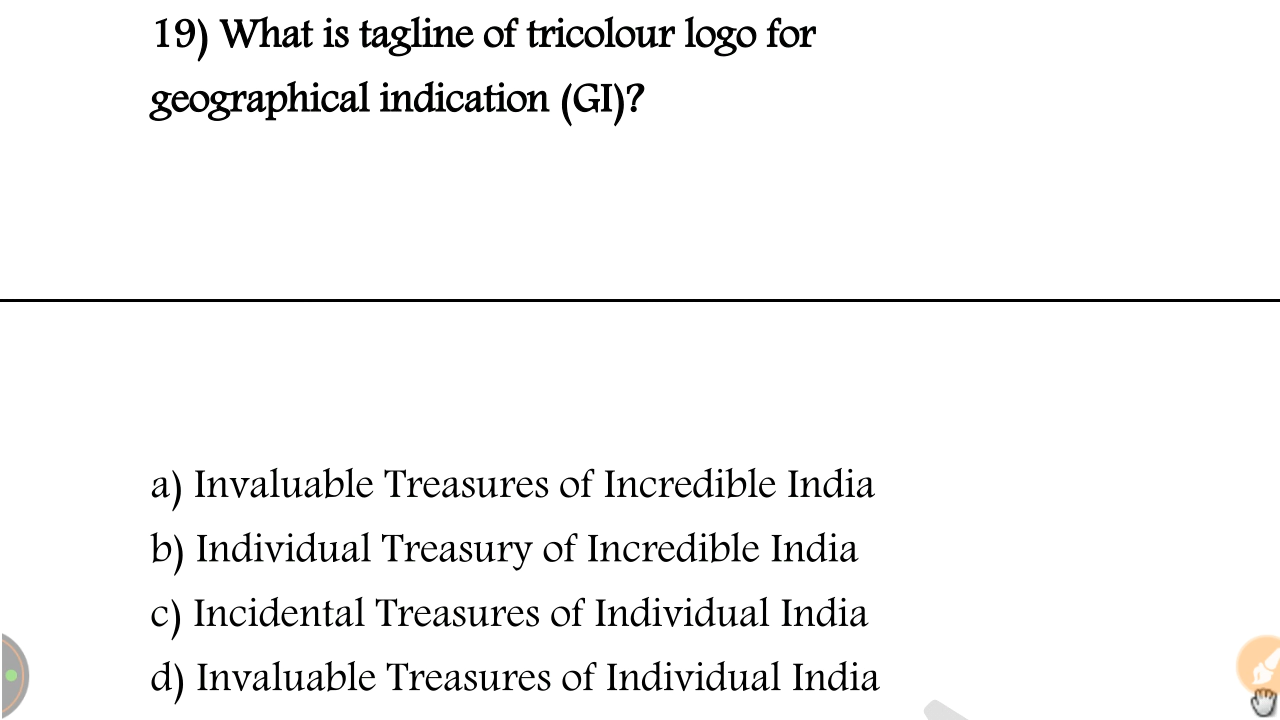 19) What is tagline of tricolour logo for
geographical indication (GI)?
a) Invaluable Treasures of Incredible India
b) Individual Treasury of Incredible India
c) Incidental Treasures of Individual India
d) Invaluable Treasures of Individual India